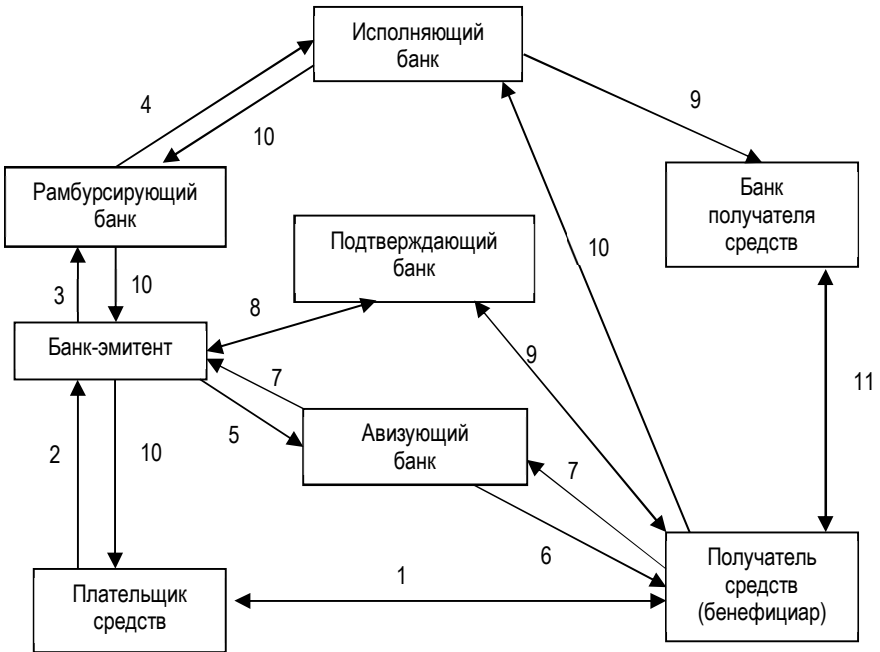 Исполняющий
банк
4
10
9
Рамбурсирующий
банк
Банк
получателя
средств
Подтверждающий
банк
10
3
10
8
Банк-эмитент
9
7
11
5
Авизующий
банк
2
10
7
6
1
Плательщик
средств
Получатель
средств
(бенефициар)